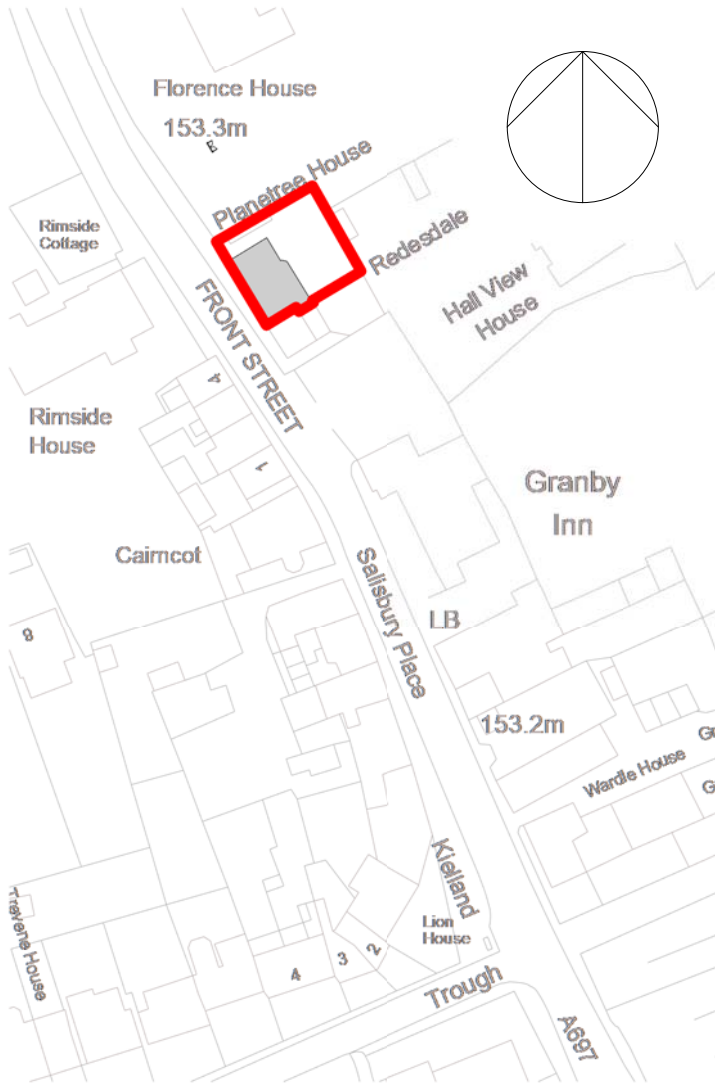 Florence House
153.3m
Planetree House
Rimside
Cottage
Redesdale
Hall View
House
FRONT STREET
4
Rimside
House
1
Granby
Inn
Cairncot
Salisbury Place
LB
8
153.2m
Wardle House
Kielland
Travene House
Lion
House
2
3
4
Trough
A697